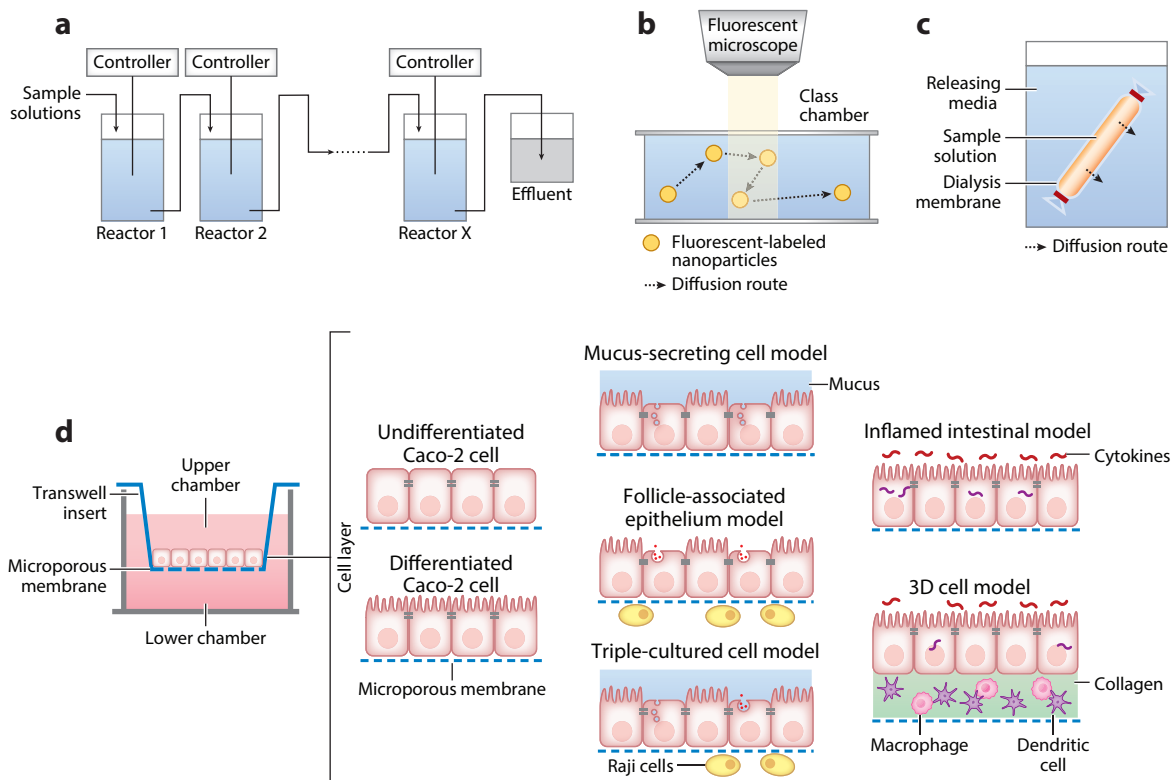 a
Controller
Controller
Controller
Sample
solutions
Reactor 1
Reactor 2
Reactor X
Effluent
b
Fluorescent
microscope
Class
chamber
Fluorescent-labeled
nanoparticles
Diffusion route
c
Releasing
media
Sample
solution
Dialysis
membrane
Diffusion route
d
Upper
chamber
Transwell
insert
Microporous
membrane
Lower chamber
Cell layer
Undifferentiated
Caco-2 cell
Differentiated
Caco-2 cell
Microporous membrane
Mucus-secreting cell model
Mucus
Follicle-associated
epithelium model
Triple-cultured cell model
Raji cells
Inflamed intestinal model
Cytokines
3D cell model
Collagen
Macrophage
Dendritic
cell